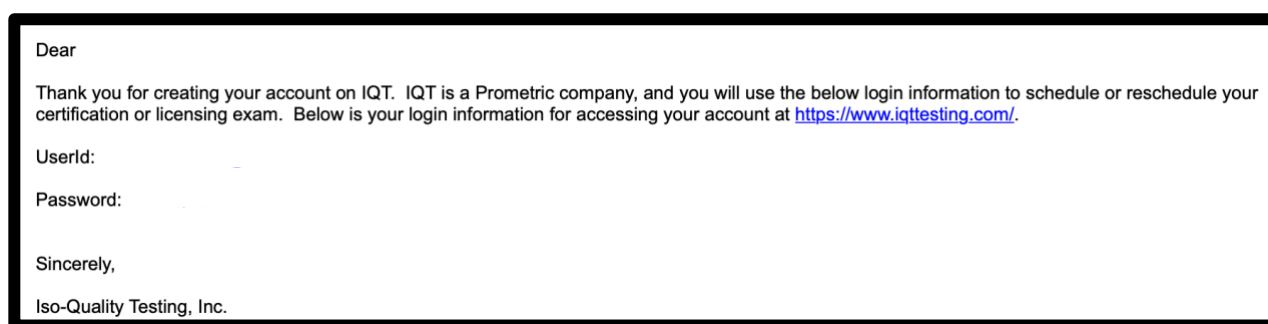 Dear
Thank you for creating your account on IQT.  IQT is a Prometric company, and you will use the below login information to schedule or reschedule your
certification or licensing exam.  Below is your login information for accessing your account at https://www.iqttesting.com/.
UserId:
Password:
Sincerely,
Iso-Quality Testing, Inc.